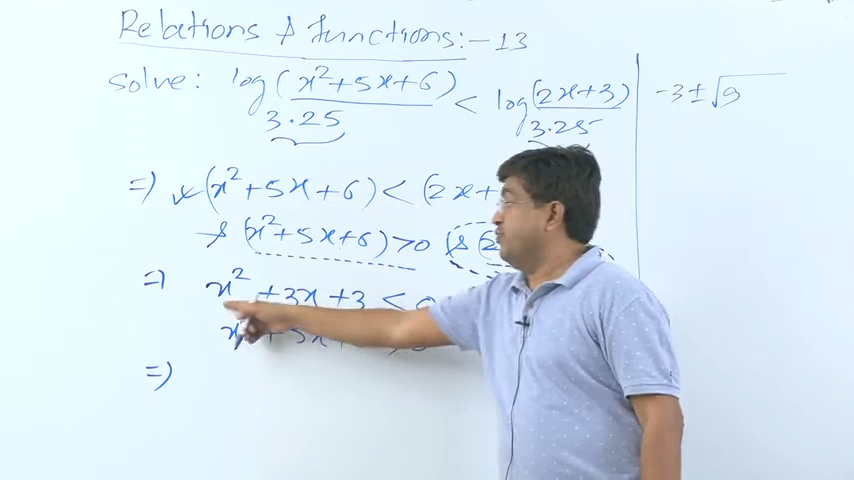 Relations & functions:-13
solve: log(x²+5x+6) < log(2x+3)
3.25 3.25
-3 ± √9
=) (x²+5x+6) < (2x+
& (x²+5x+6)>0 & (2
=) x² + 3x + 3 <
=)